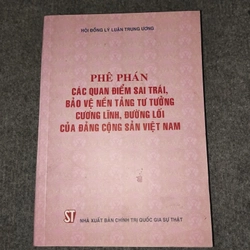 HỘI ĐỒNG LÝ LUẬN TRUNG ƯƠNG
PHÊ PHÁN
CÁC QUAN ĐIỂM SAI TRÁI,
BẢO VỆ NỀN TẢNG TƯ TƯỞNG
CƯƠNG LĨNH, ĐƯỜNG LỐI
CỦA ĐẢNG CỘNG SẢN VIỆT NAM
ST
NHÀ XUẤT BẢN CHÍNH TRỊ QUỐC GIA SỰ THẬT